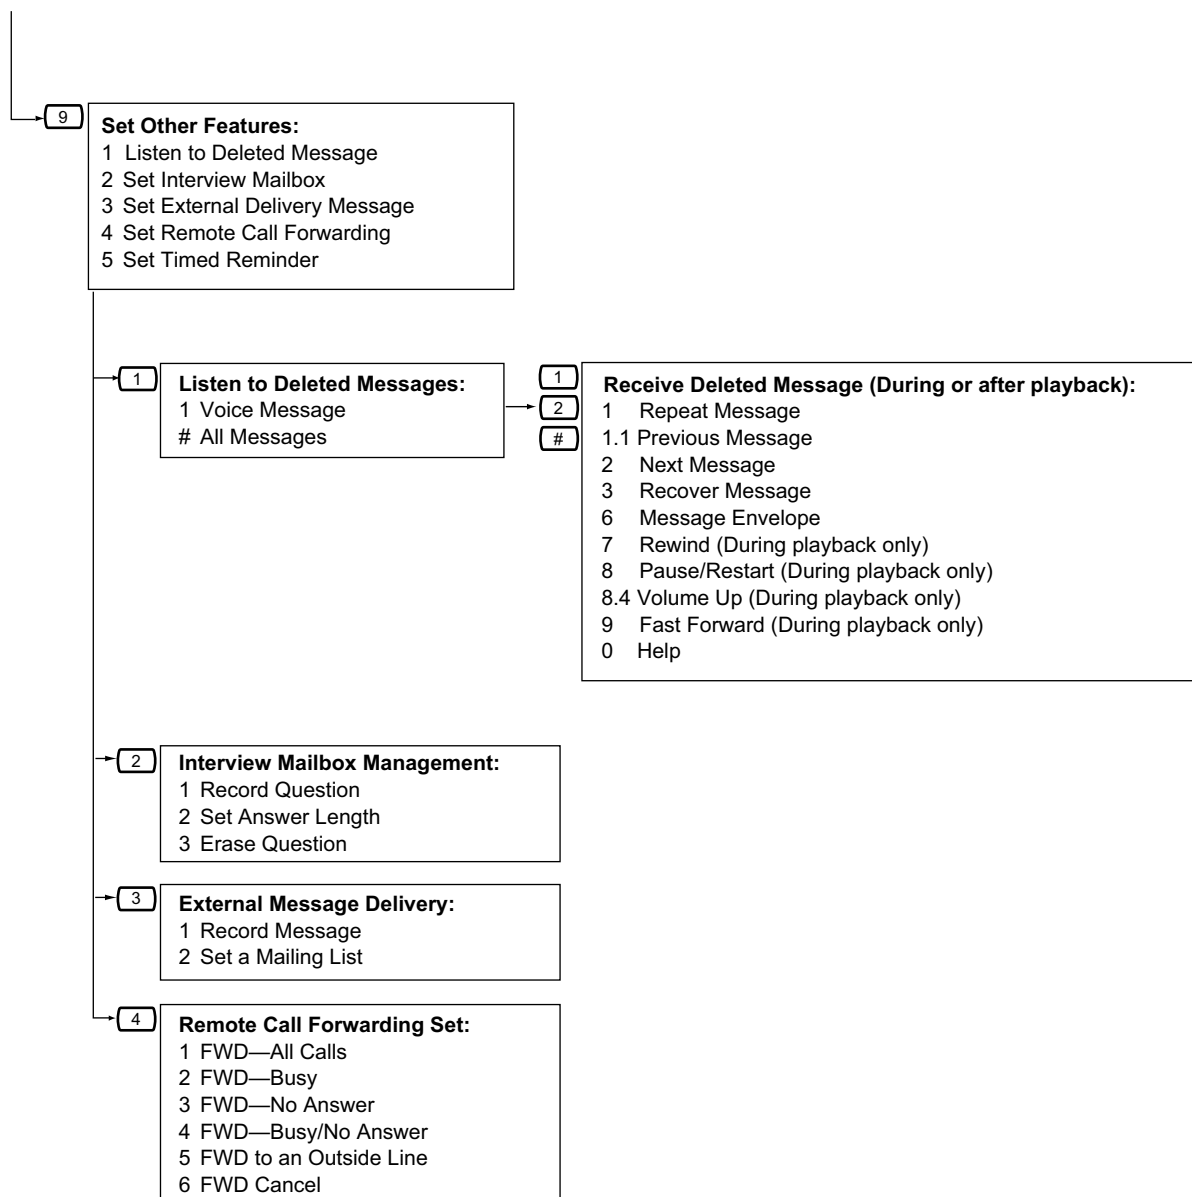 9
Set Other Features:
1 Listen to Deleted Message
2 Set Interview Mailbox
3 Set External Delivery Message
4 Set Remote Call Forwarding
5 Set Timed Reminder
1
Listen to Deleted Messages:
1 Voice Message
# All Messages
1
2
#
Receive Deleted Message (During or after playback):
1 Repeat Message
1.1 Previous Message
2 Next Message
3 Recover Message
6 Message Envelope
7 Rewind (During playback only)
8 Pause/Restart (During playback only)
8.4 Volume Up (During playback only)
9 Fast Forward (During playback only)
0 Help
2
Interview Mailbox Management:
1 Record Question
2 Set Answer Length
3 Erase Question
3
External Message Delivery:
1 Record Message
2 Set a Mailing List
4
Remote Call Forwarding Set:
1 FWD—All Calls
2 FWD—Busy
3 FWD—No Answer
4 FWD—Busy/No Answer
5 FWD to an Outside Line
6 FWD Cancel